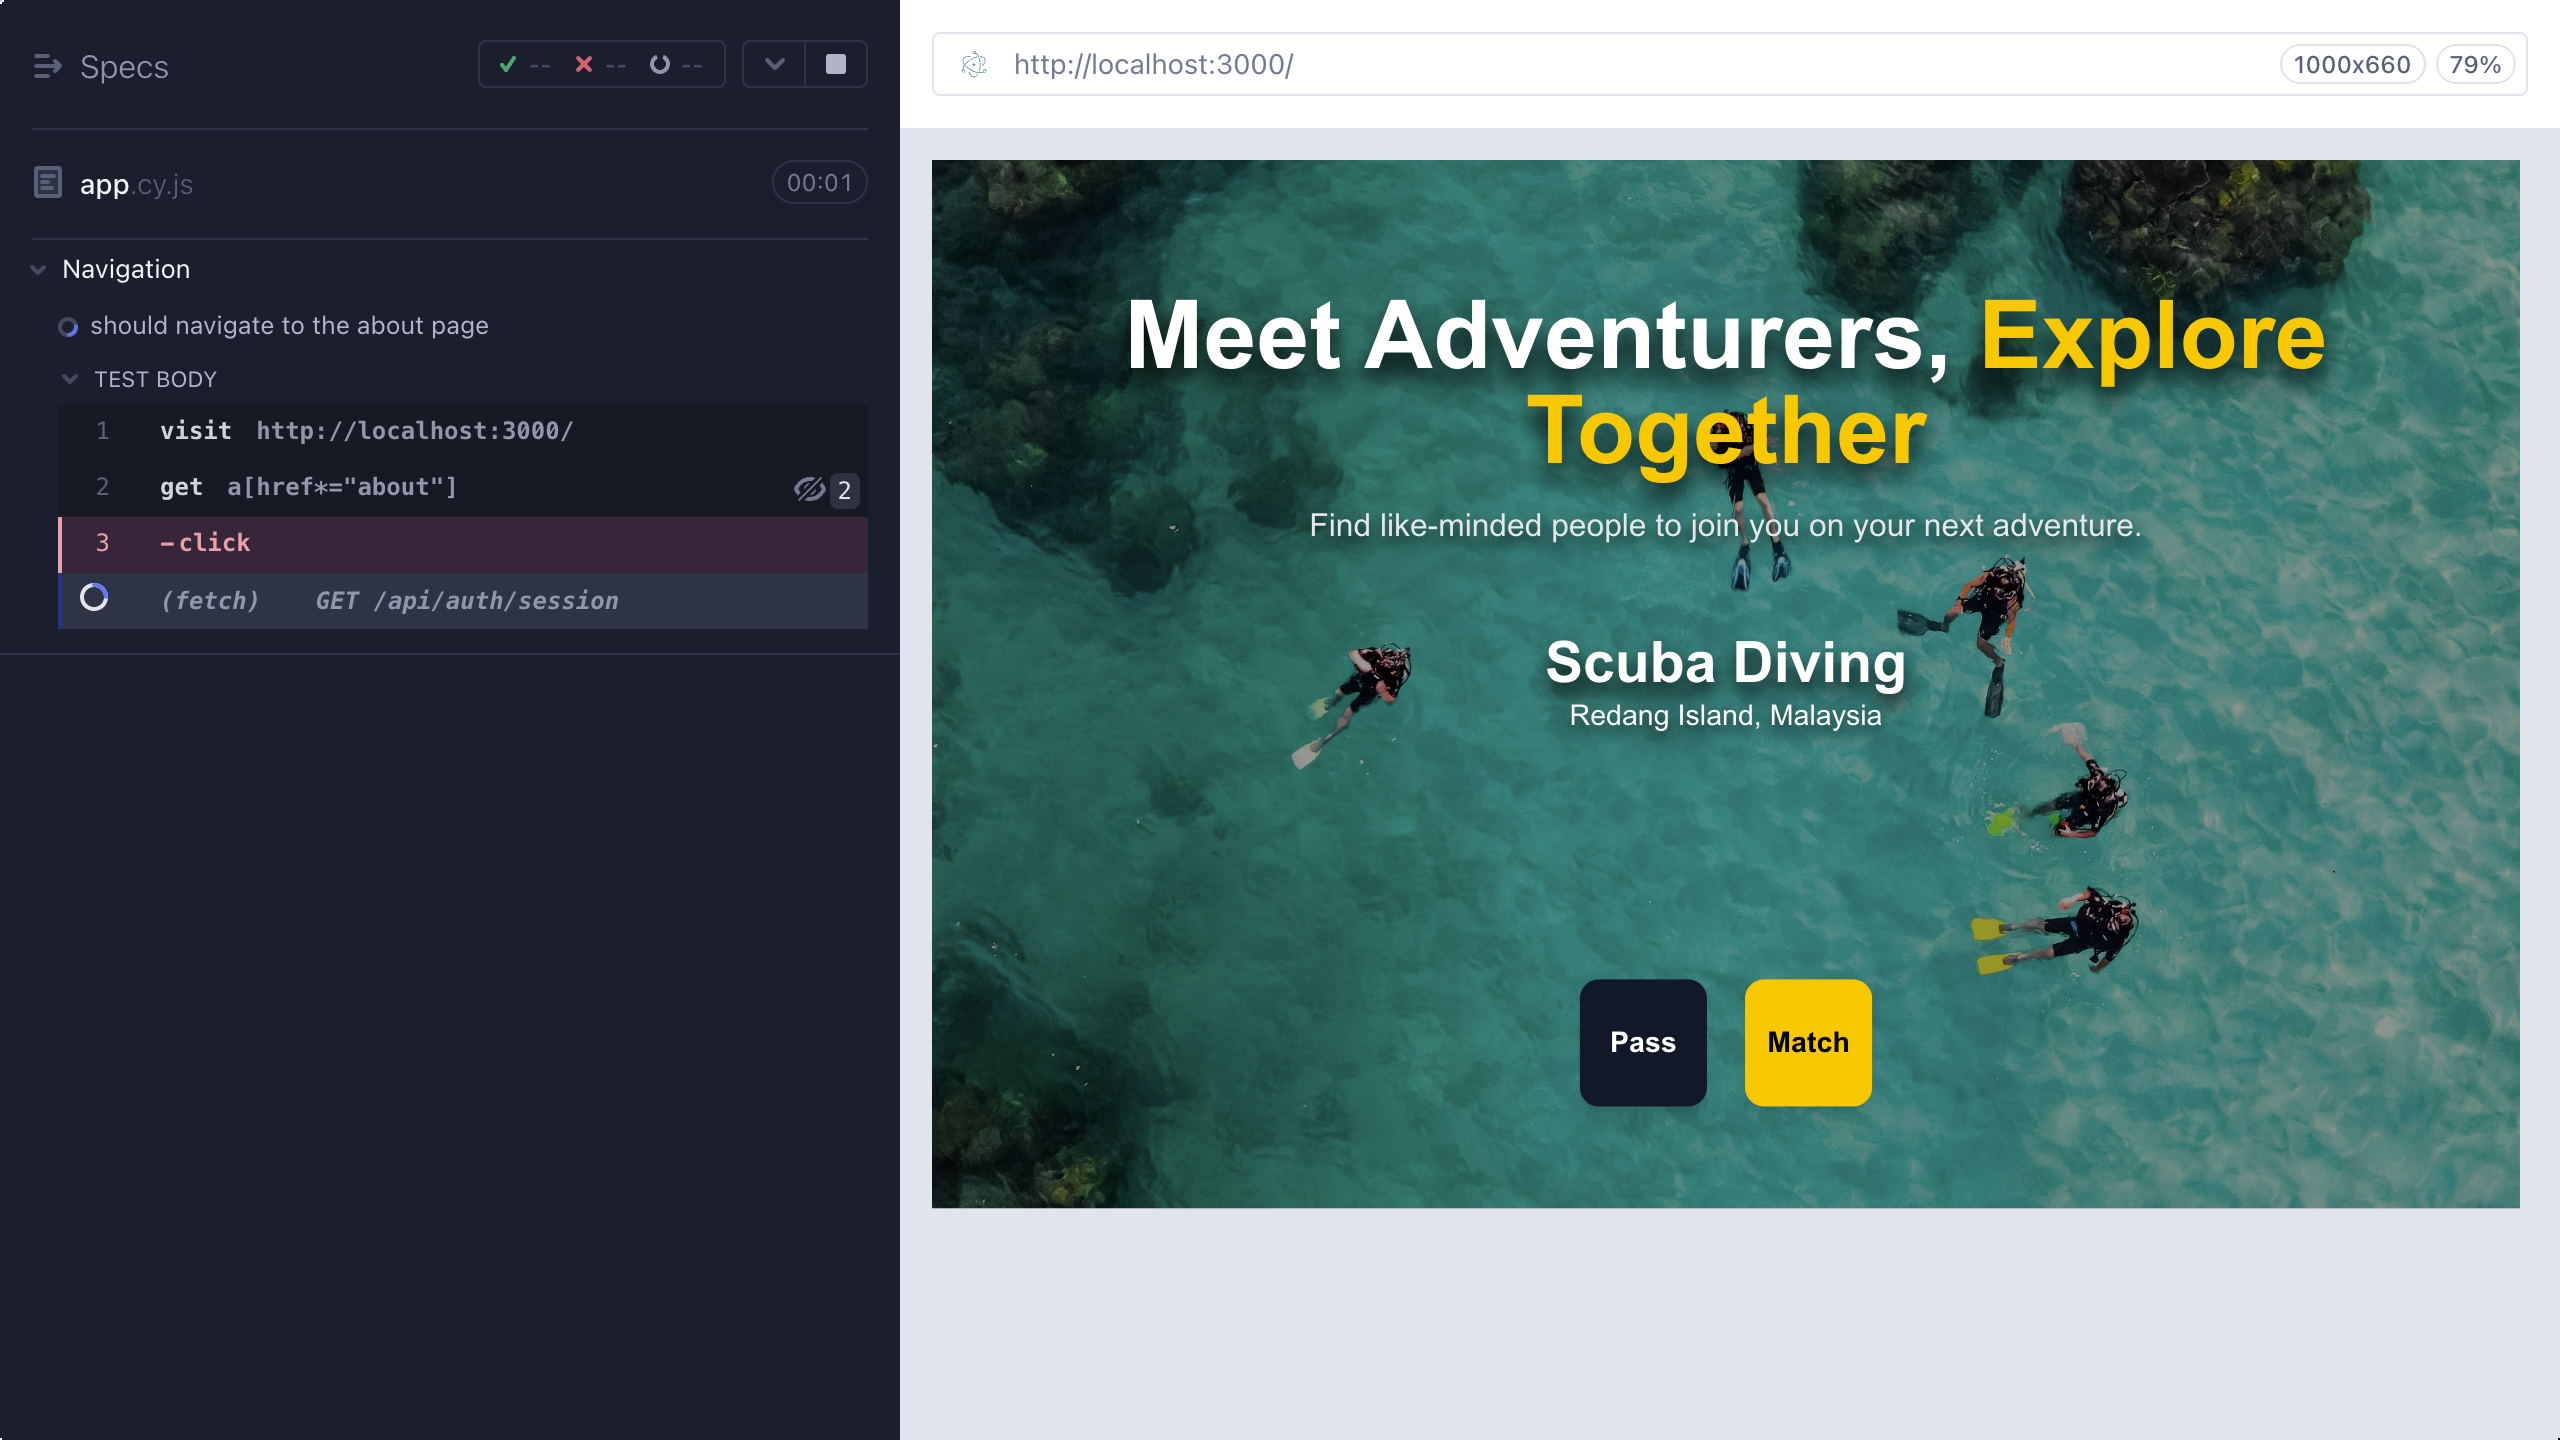 Specs
-- -- --
app.cy.js
00:01
Navigation
should navigate to the about page
TEST BODY
1 visit http://localhost:3000/
2 get a[href*="about"] 2
3 -click
(fetch) GET /api/auth/session
http://localhost:3000/
1000x660
79%
Meet Adventurers, Explore
Together
Find like-minded people to join you on your next adventure.
Scuba Diving
Redang Island, Malaysia
Pass
Match